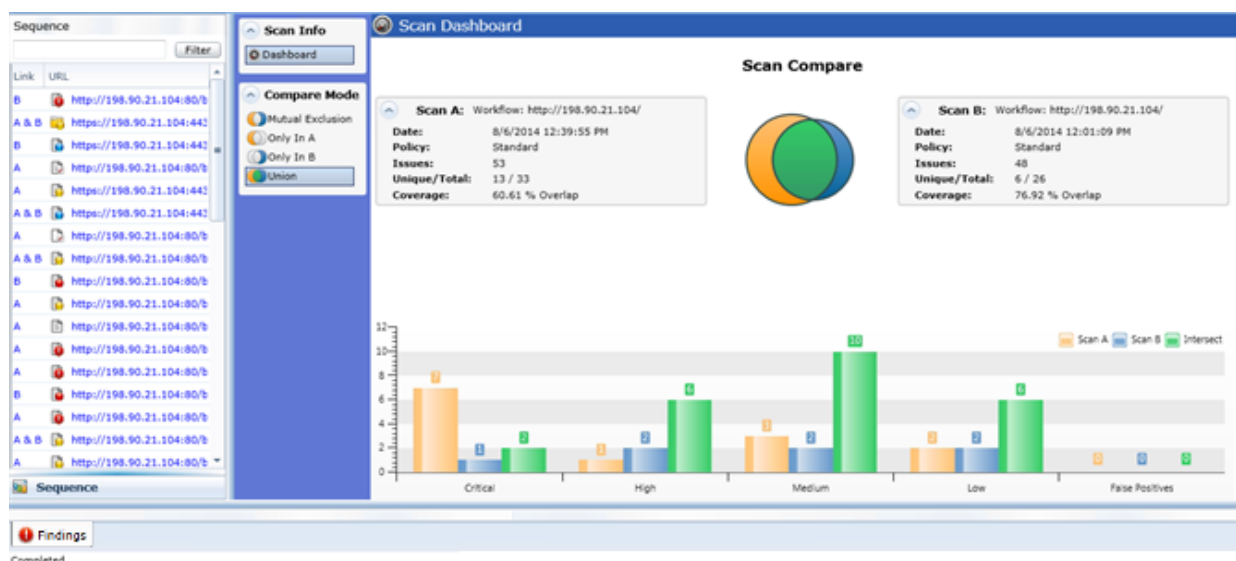 Sequence
Filter
Link URL
B http://198.90.21.104:80/b
A & B https://198.90.21.104:443
B https://198.90.21.104:443
A http://198.90.21.104:80/b
A https://198.90.21.104:443
A & B https://198.90.21.104:443
A http://198.90.21.104:80/b
A & B http://198.90.21.104:80/b
B http://198.90.21.104:80/b
A http://198.90.21.104:80/b
A http://198.90.21.104:80/b
A http://198.90.21.104:80/b
A http://198.90.21.104:80/b
B http://198.90.21.104:80/b
A http://198.90.21.104:80/b
A & B http://198.90.21.104:80/b
A http://198.90.21.104:80/b
Sequence
Scan Info
Dashboard
Compare Mode
Mutual Exclusion
Only In A
Only In B
Union
Scan Dashboard
Scan Compare
Scan A: Workflow: http://198.90.21.104/
Date: 8/6/2014 12:39:55 PM
Policy: Standard
Issues: 53
Unique/Total: 13 / 33
Coverage: 60.61 % Overlap
Scan B: Workflow: http://198.90.21.104/
Date: 8/6/2014 12:01:09 PM
Policy: Standard
Issues: 48
Unique/Total: 6 / 26
Coverage: 76.92 % Overlap
Scan A Scan B Intersect
12
10
8
6
4
2
0
7 1 2
1 2 6
3 2 10
2 2 6
0 0 0
Critical High Medium Low False Positives
Findings
Completed